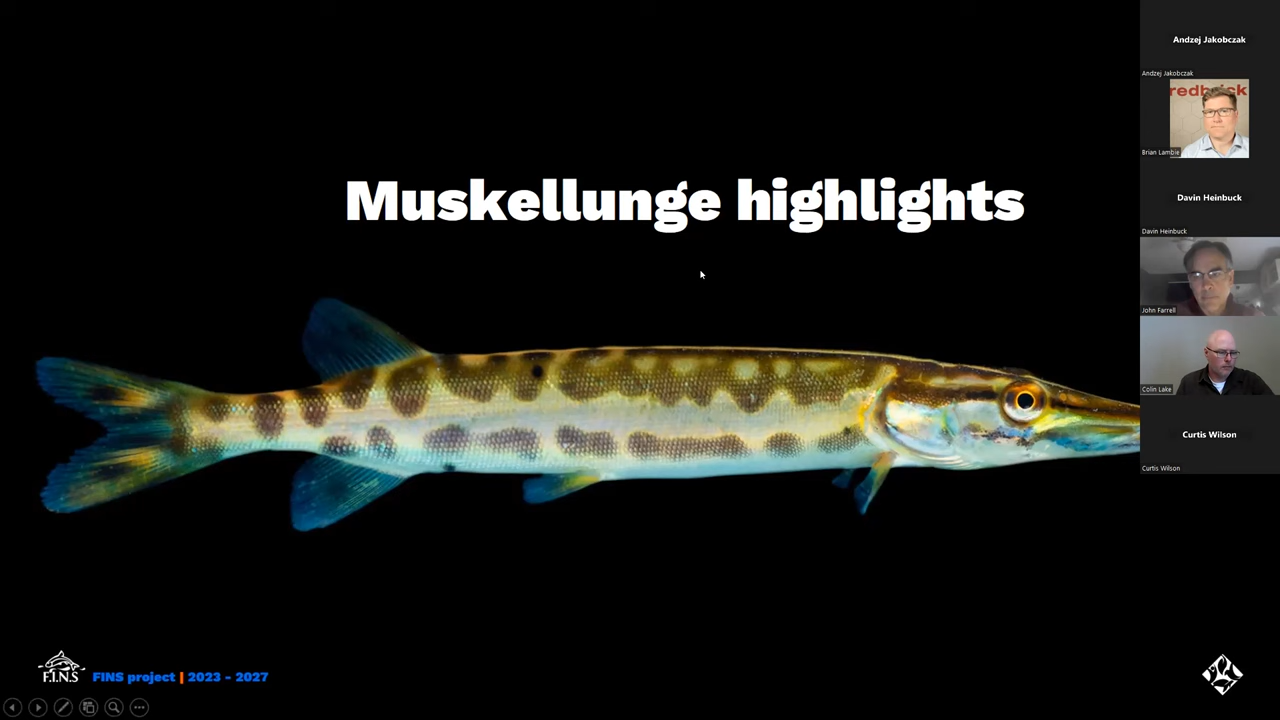 Muskellunge highlights
Andzej Jakobczak
Andzej Jakobczak
redbrick
Brian Lambie
Davin Heinbuck
Davin Heinbuck
John Farrell
Colin Lake
Curtis Wilson
Curtis Wilson
F.I.N.S
FINS project | 2023 - 2027